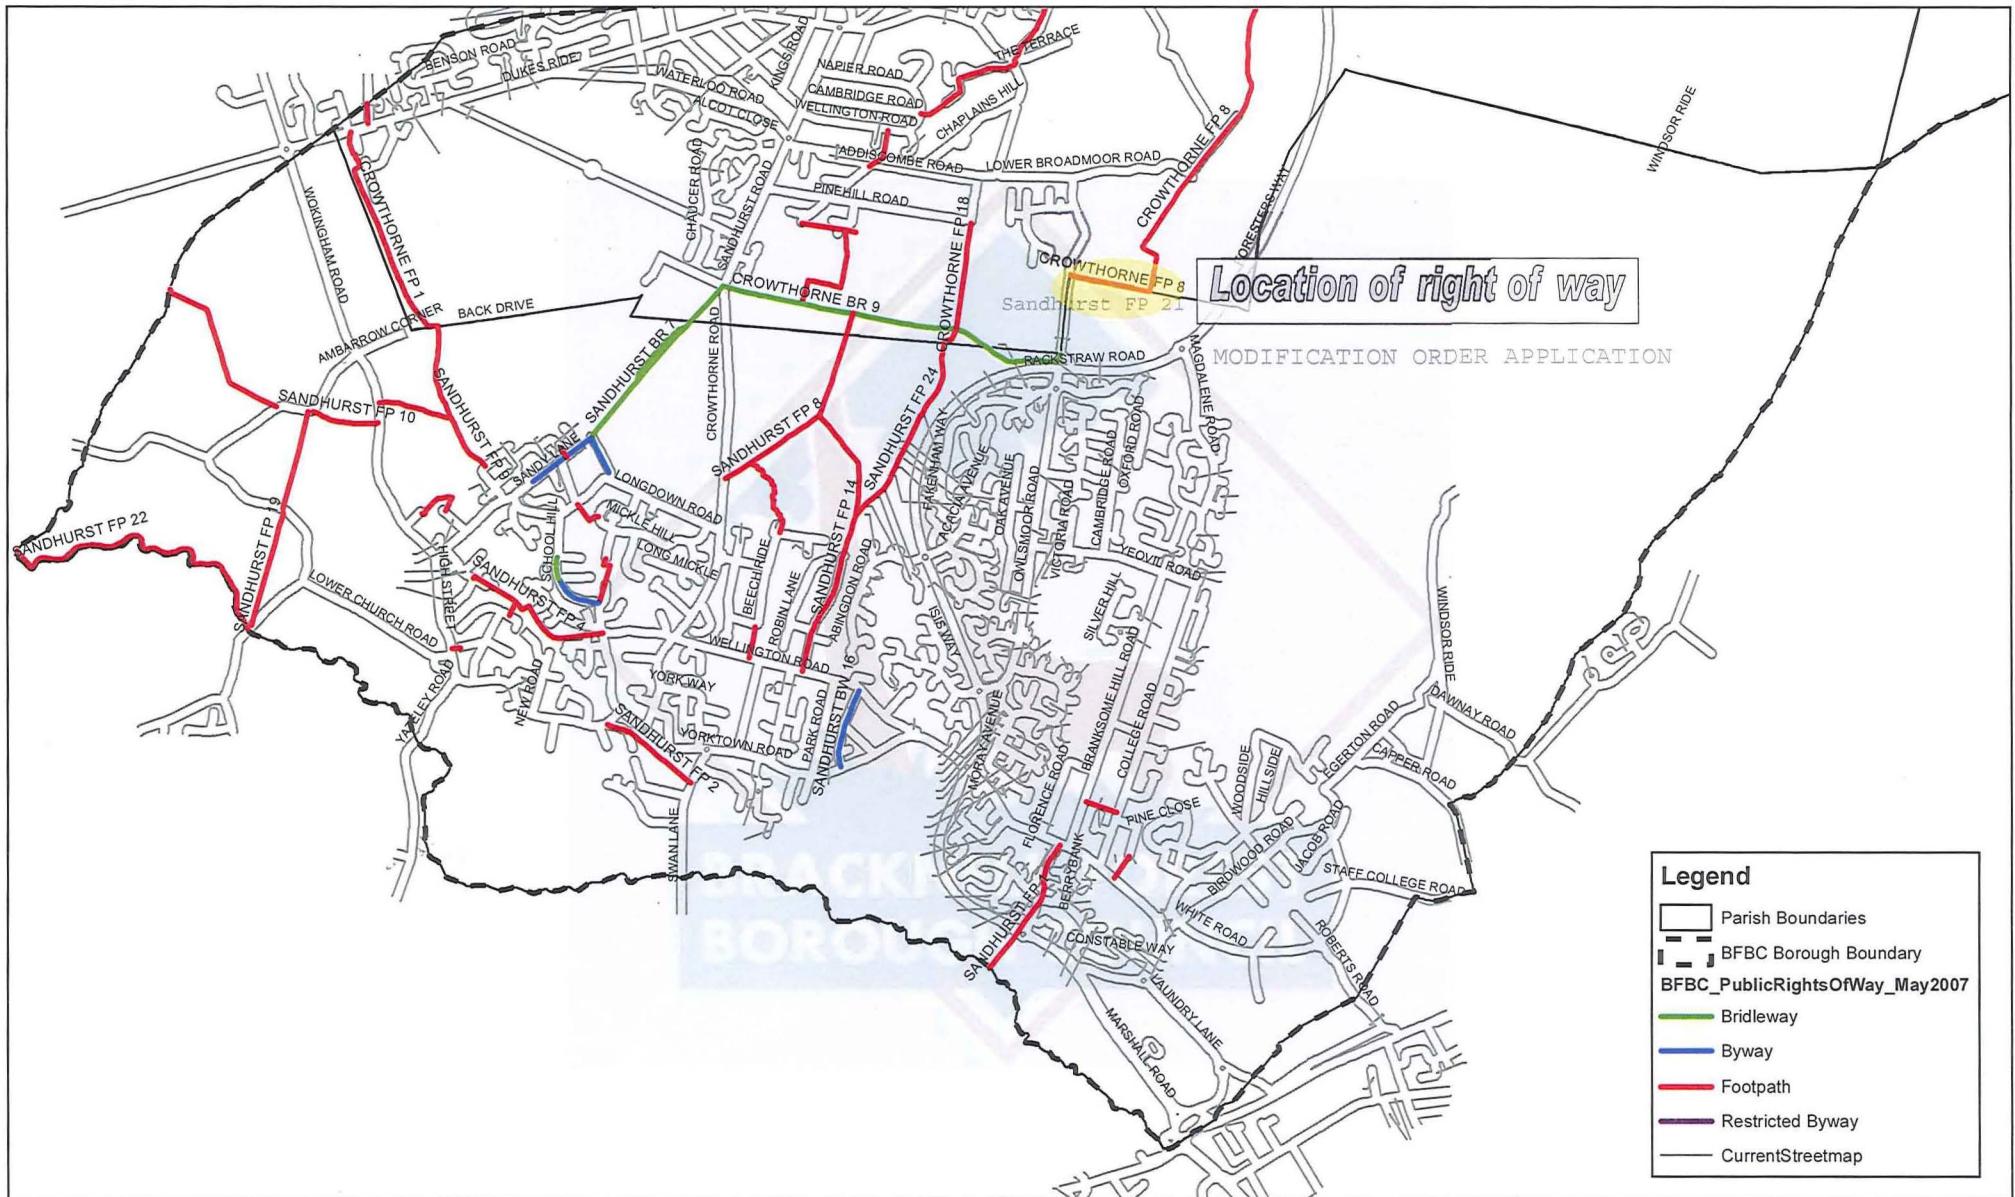 BENSON ROAD
DUKES RIDE
KINGS ROAD
THE TERRACE
NAPIER ROAD
WATERLOO ROAD
CAMBRIDGE ROAD
ALCOT CLOSE
WELLINGTON ROAD
CHAPLAINS HILL
WINDSOR RIDE
CROWTHORNE FP 8
ADDISCOMBE ROAD
LOWER BROADMOOR ROAD
CHAUCER ROAD
SANDHURST ROAD
PINEHILL ROAD
CROWTHORNE FP 1
WOKINGHAM ROAD
CROWTHORNE FP 18
FORESTERS WAY
CROWTHORNE FP 8
Location of right of way
Sandhurst FP 21
CROWTHORNE BR 9
BACK DRIVE
AMBARROW CORNER
SANDHURST BR 7
CROWTHORNE ROAD
RACKSTRAW ROAD
MODIFICATION ORDER APPLICATION
MAGDALENE ROAD
SANDHURST FP 10
SANDHURST FP 9
SANDHURST FP 8
SANDHURST FP 24
SANDY LANE
LONGDOWN ROAD
FAKENHAM WAY
ACACIA AVENUE
OAK AVENUE
OWLSMOOR ROAD
VICTORIA ROAD
CAMBRIDGE ROAD
OXFORD ROAD
SANDHURST FP 22
SANDHURST FP 19
SCHOOL HILL
MICKLE HILL
LONG MICKLE
SANDHURST FP 14
HIGH STREET
SANDHURST FP 4
BEECH RIDE
ROBIN LANE
ABINGDON ROAD
YEOVIL ROAD
SILVER HILL
ISIS WAY
LOWER CHURCH ROAD
WINDSOR RIDE
WELLINGTON ROAD
YORK WAY
NEW ROAD
YATELEY ROAD
SANDHURST FP 2
YORKTOWN ROAD
PARK ROAD
SANDHURST BW 16
MORAY AVENUE
BRANKSOME HILL ROAD
COLLEGE ROAD
FLORENCE ROAD
DAWNAY ROAD
EGERTON ROAD
CAPPER ROAD
WOODSIDE
HILLSIDE
PINE CLOSE
SWAN LANE
BERRYBANK
BIRDWOOD ROAD
JACOB ROAD
STAFF COLLEGE ROAD
SANDHURST FP 1
WHITE ROAD
CONSTABLE WAY
ROBERTS ROAD
LAUNDRY LANE
MARSHALL ROAD
Legend
Parish Boundaries
BFBC Borough Boundary
BFBC_PublicRightsOfWay_May2007
Bridleway
Byway
Footpath
Restricted Byway
CurrentStreetmap